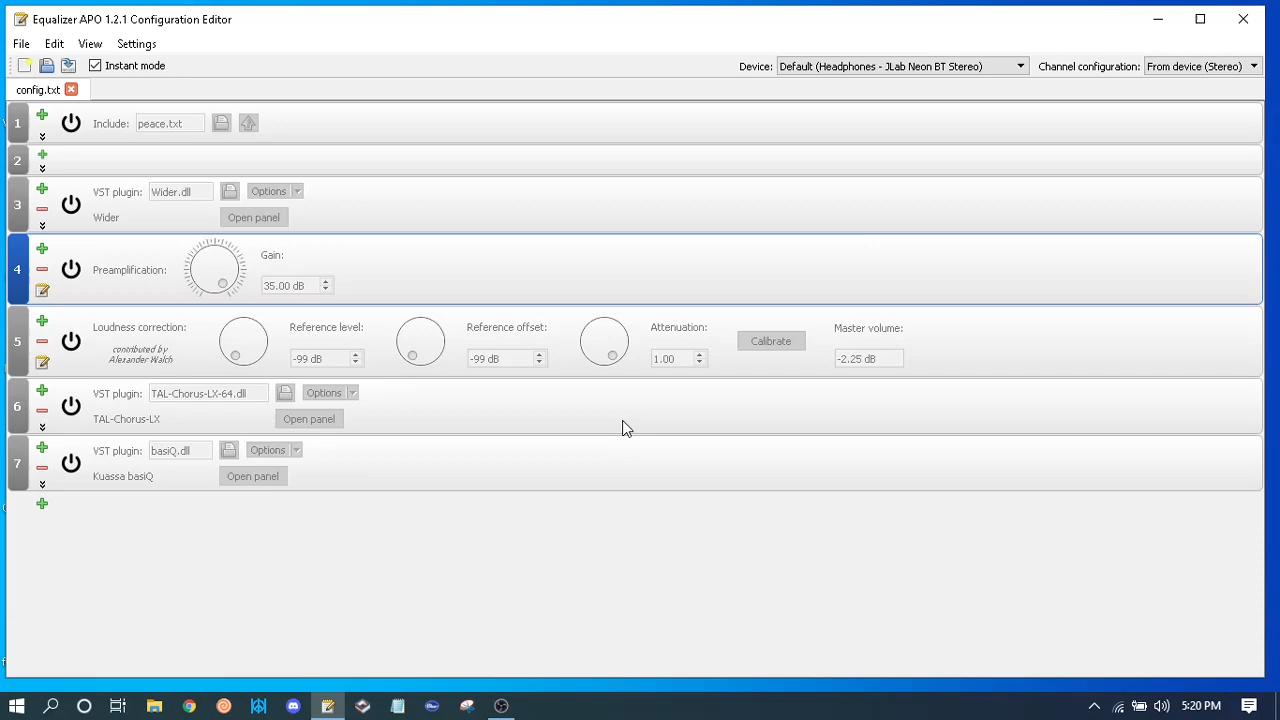 Equalizer APO 1.2.1 Configuration Editor
File Edit View Settings
Instant mode Device: Default (Headphones - JLab Neon BT Stereo) Channel configuration: From device (Stereo)
config.txt
1 Include: peace.txt
2
3 VST plugin: Wider.dll Options
Wider Open panel
4 Preamplification: Gain:
35.00 dB
5 Loudness correction: Reference level: Reference offset: Attenuation: Calibrate Master volume:
contributed by
Alexander Walch -99 dB -99 dB 1.00 -2.25 dB
6 VST plugin: TAL-Chorus-LX-64.dll Options
TAL-Chorus-LX Open panel
7 VST plugin: basiQ.dll Options
Kuassa basiQ Open panel
5:20 PM